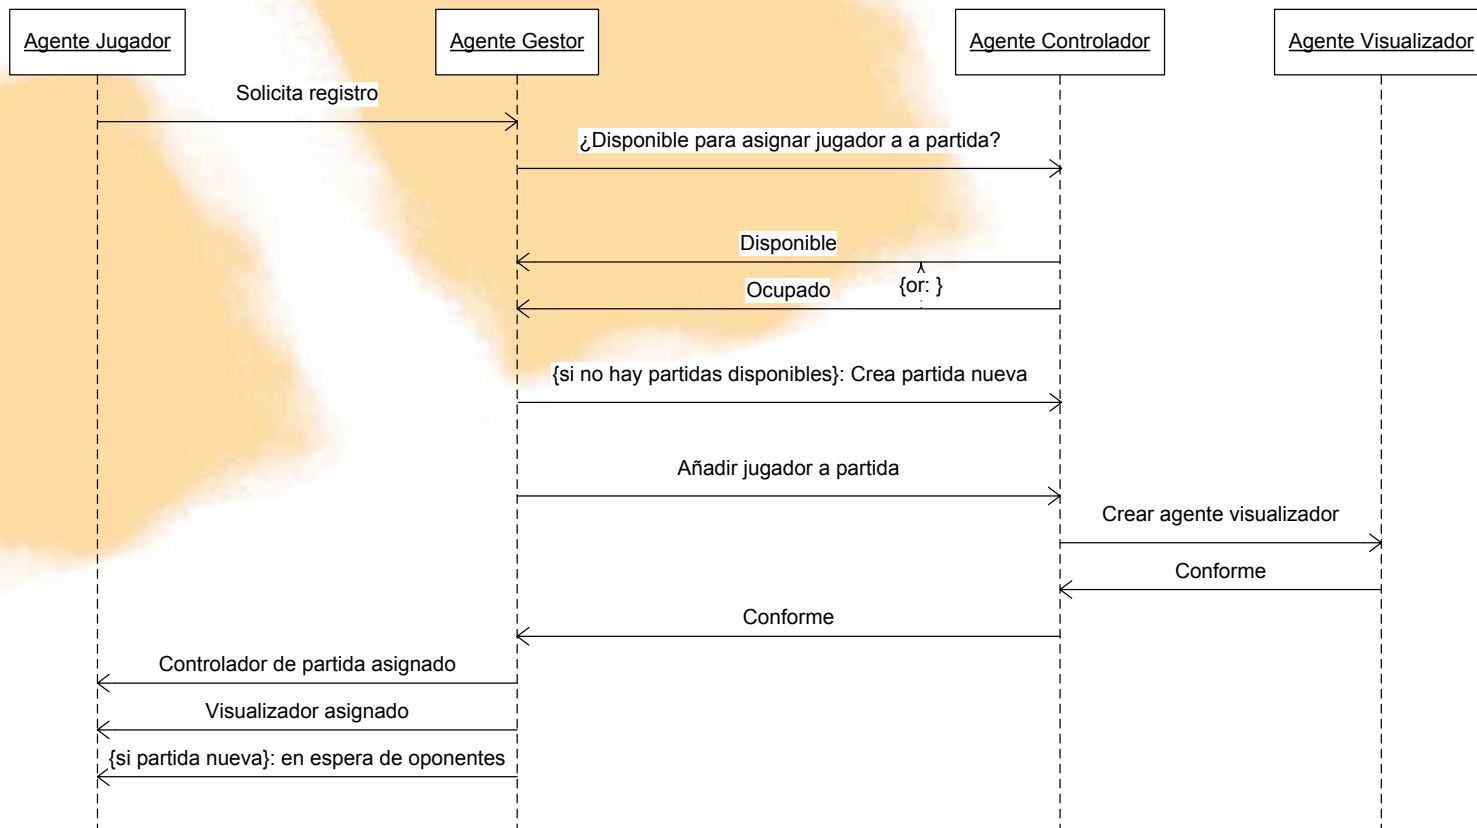 Agente Jugador
Agente Gestor
Agente Controlador
Agente Visualizador
Solicita registro
¿Disponible para asignar jugador a a partida?
Disponible
{or: }
Ocupado
{si no hay partidas disponibles}: Crea partida nueva
Añadir jugador a partida
Crear agente visualizador
Conforme
Conforme
Controlador de partida asignado
Visualizador asignado
{si partida nueva}: en espera de oponentes